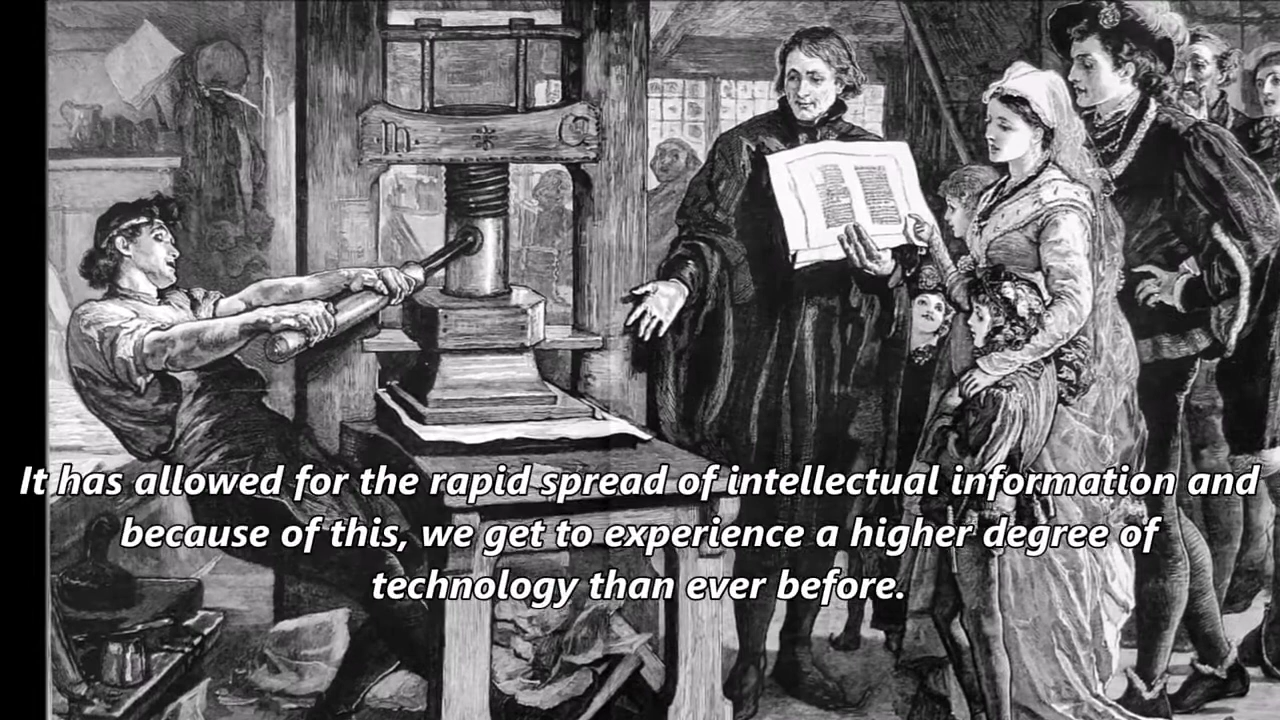 m * C
It has allowed for the rapid spread of intellectual information and
because of this, we get to experience a higher degree of
technology than ever before.